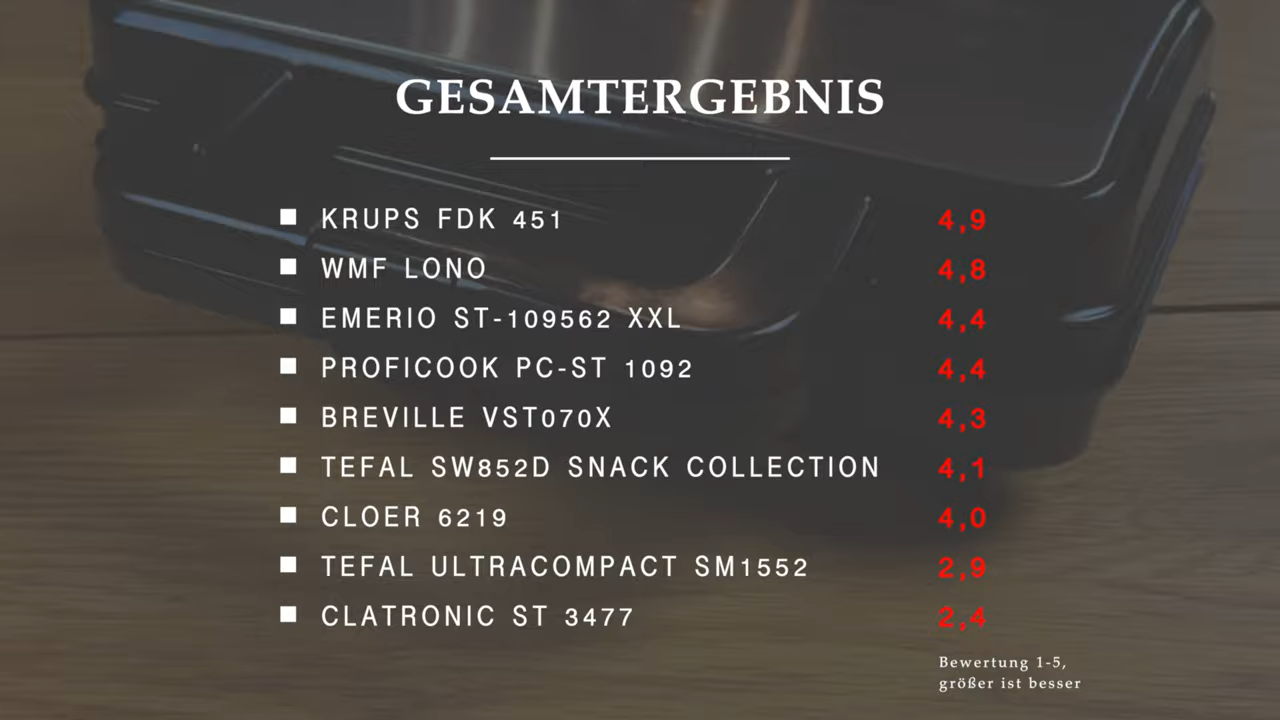 GESAMTERGEBNIS
KRUPS FDK 451 4,9
WMF LONO 4,8
EMERIO ST-109562 XXL 4,4
PROFICOOK PC-ST 1092 4,4
BREVILLE VST070X 4,3
TEFAL SW852D SNACK COLLECTION 4,1
CLOER 6219 4,0
TEFAL ULTRACOMPACT SM1552 2,9
CLATRONIC ST 3477 2,4
Bewertung 1-5,
größer ist besser